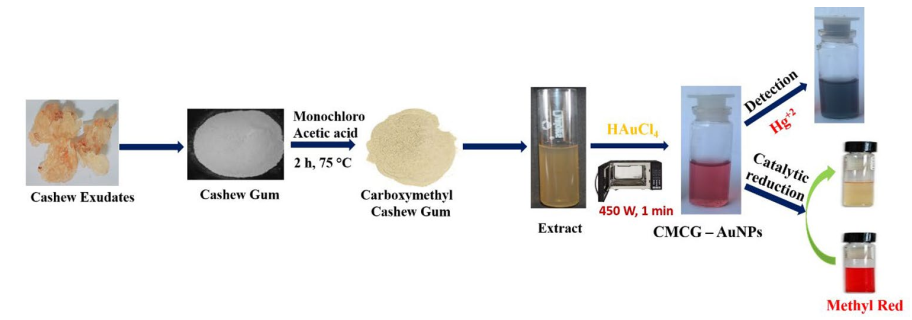 Cashew Exudates
Cashew Gum
Monochloro
Acetic acid
2 h, 75 °C
Carboxymethyl
Cashew Gum
Extract
HAuCl4
450 W, 1 min
CMCG – AuNPs
Detection
Hg+2
Catalytic
reduction
Methyl Red